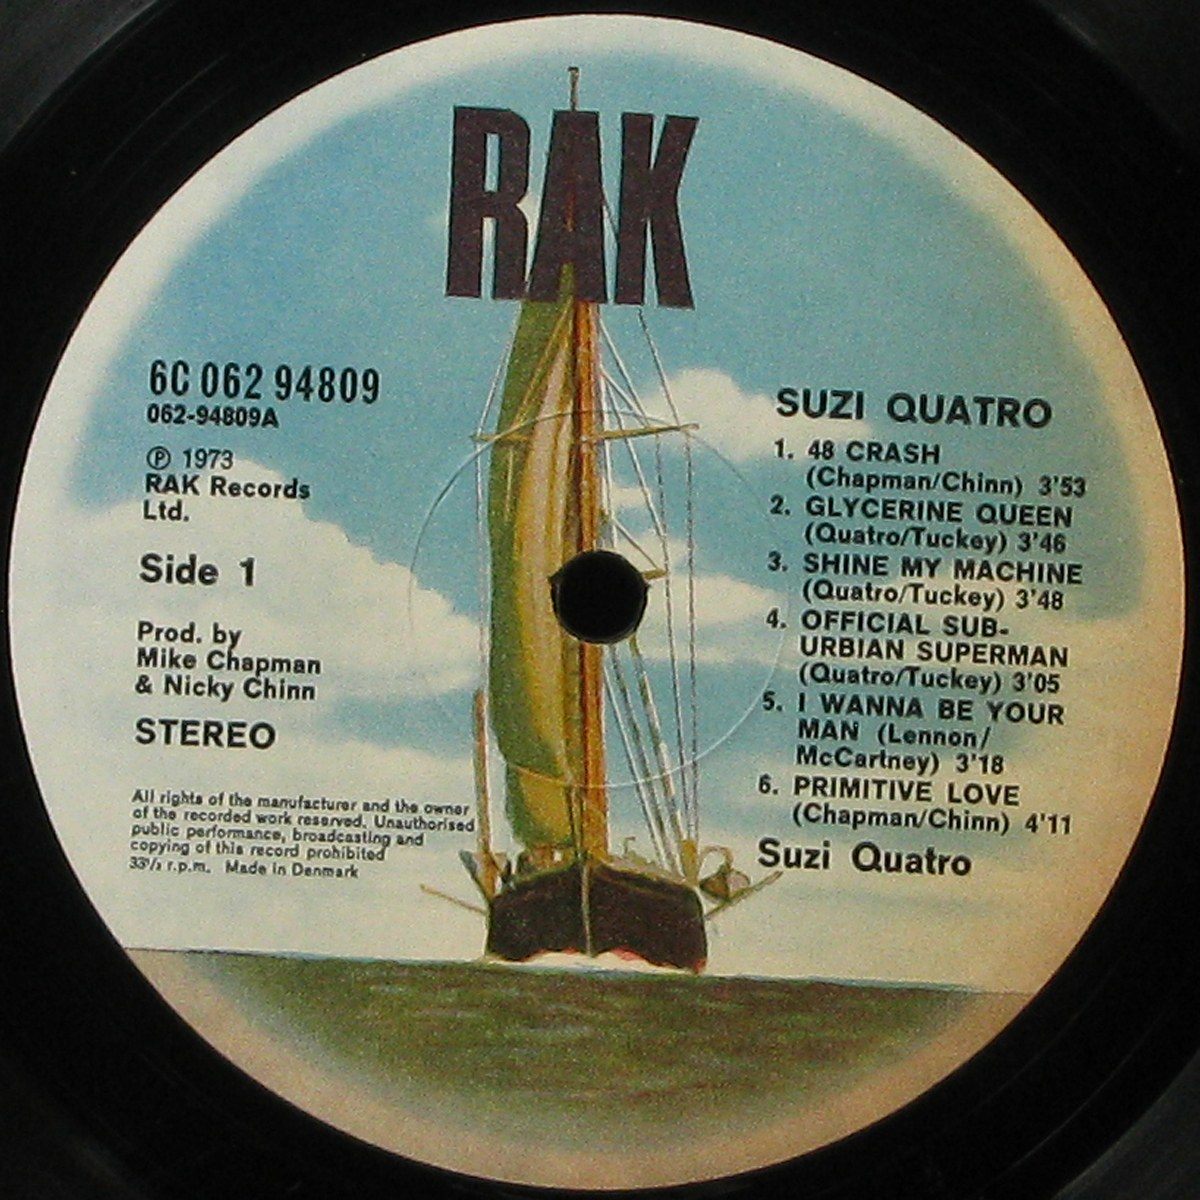 RAK
6C 062 94809
062-94809A
℗ 1973
RAK Records
Ltd.
Side 1
Prod. by
Mike Chapman
& Nicky Chinn
STEREO
All rights of the manufacturer and the owner
of the recorded work reserved. Unauthorised
public performance, broadcasting and
copying of this record prohibited
33⅓ r.p.m. Made in Denmark
SUZI QUATRO
1. 48 CRASH
(Chapman/Chinn) 3'53
2. GLYCERINE QUEEN
(Quatro/Tuckey) 3'46
3. SHINE MY MACHINE
(Quatro/Tuckey) 3'48
4. OFFICIAL SUB-
URBIAN SUPERMAN
(Quatro/Tuckey) 3'05
5. I WANNA BE YOUR
MAN (Lennon/
McCartney) 3'18
6. PRIMITIVE LOVE
(Chapman/Chinn) 4'11
Suzi Quatro